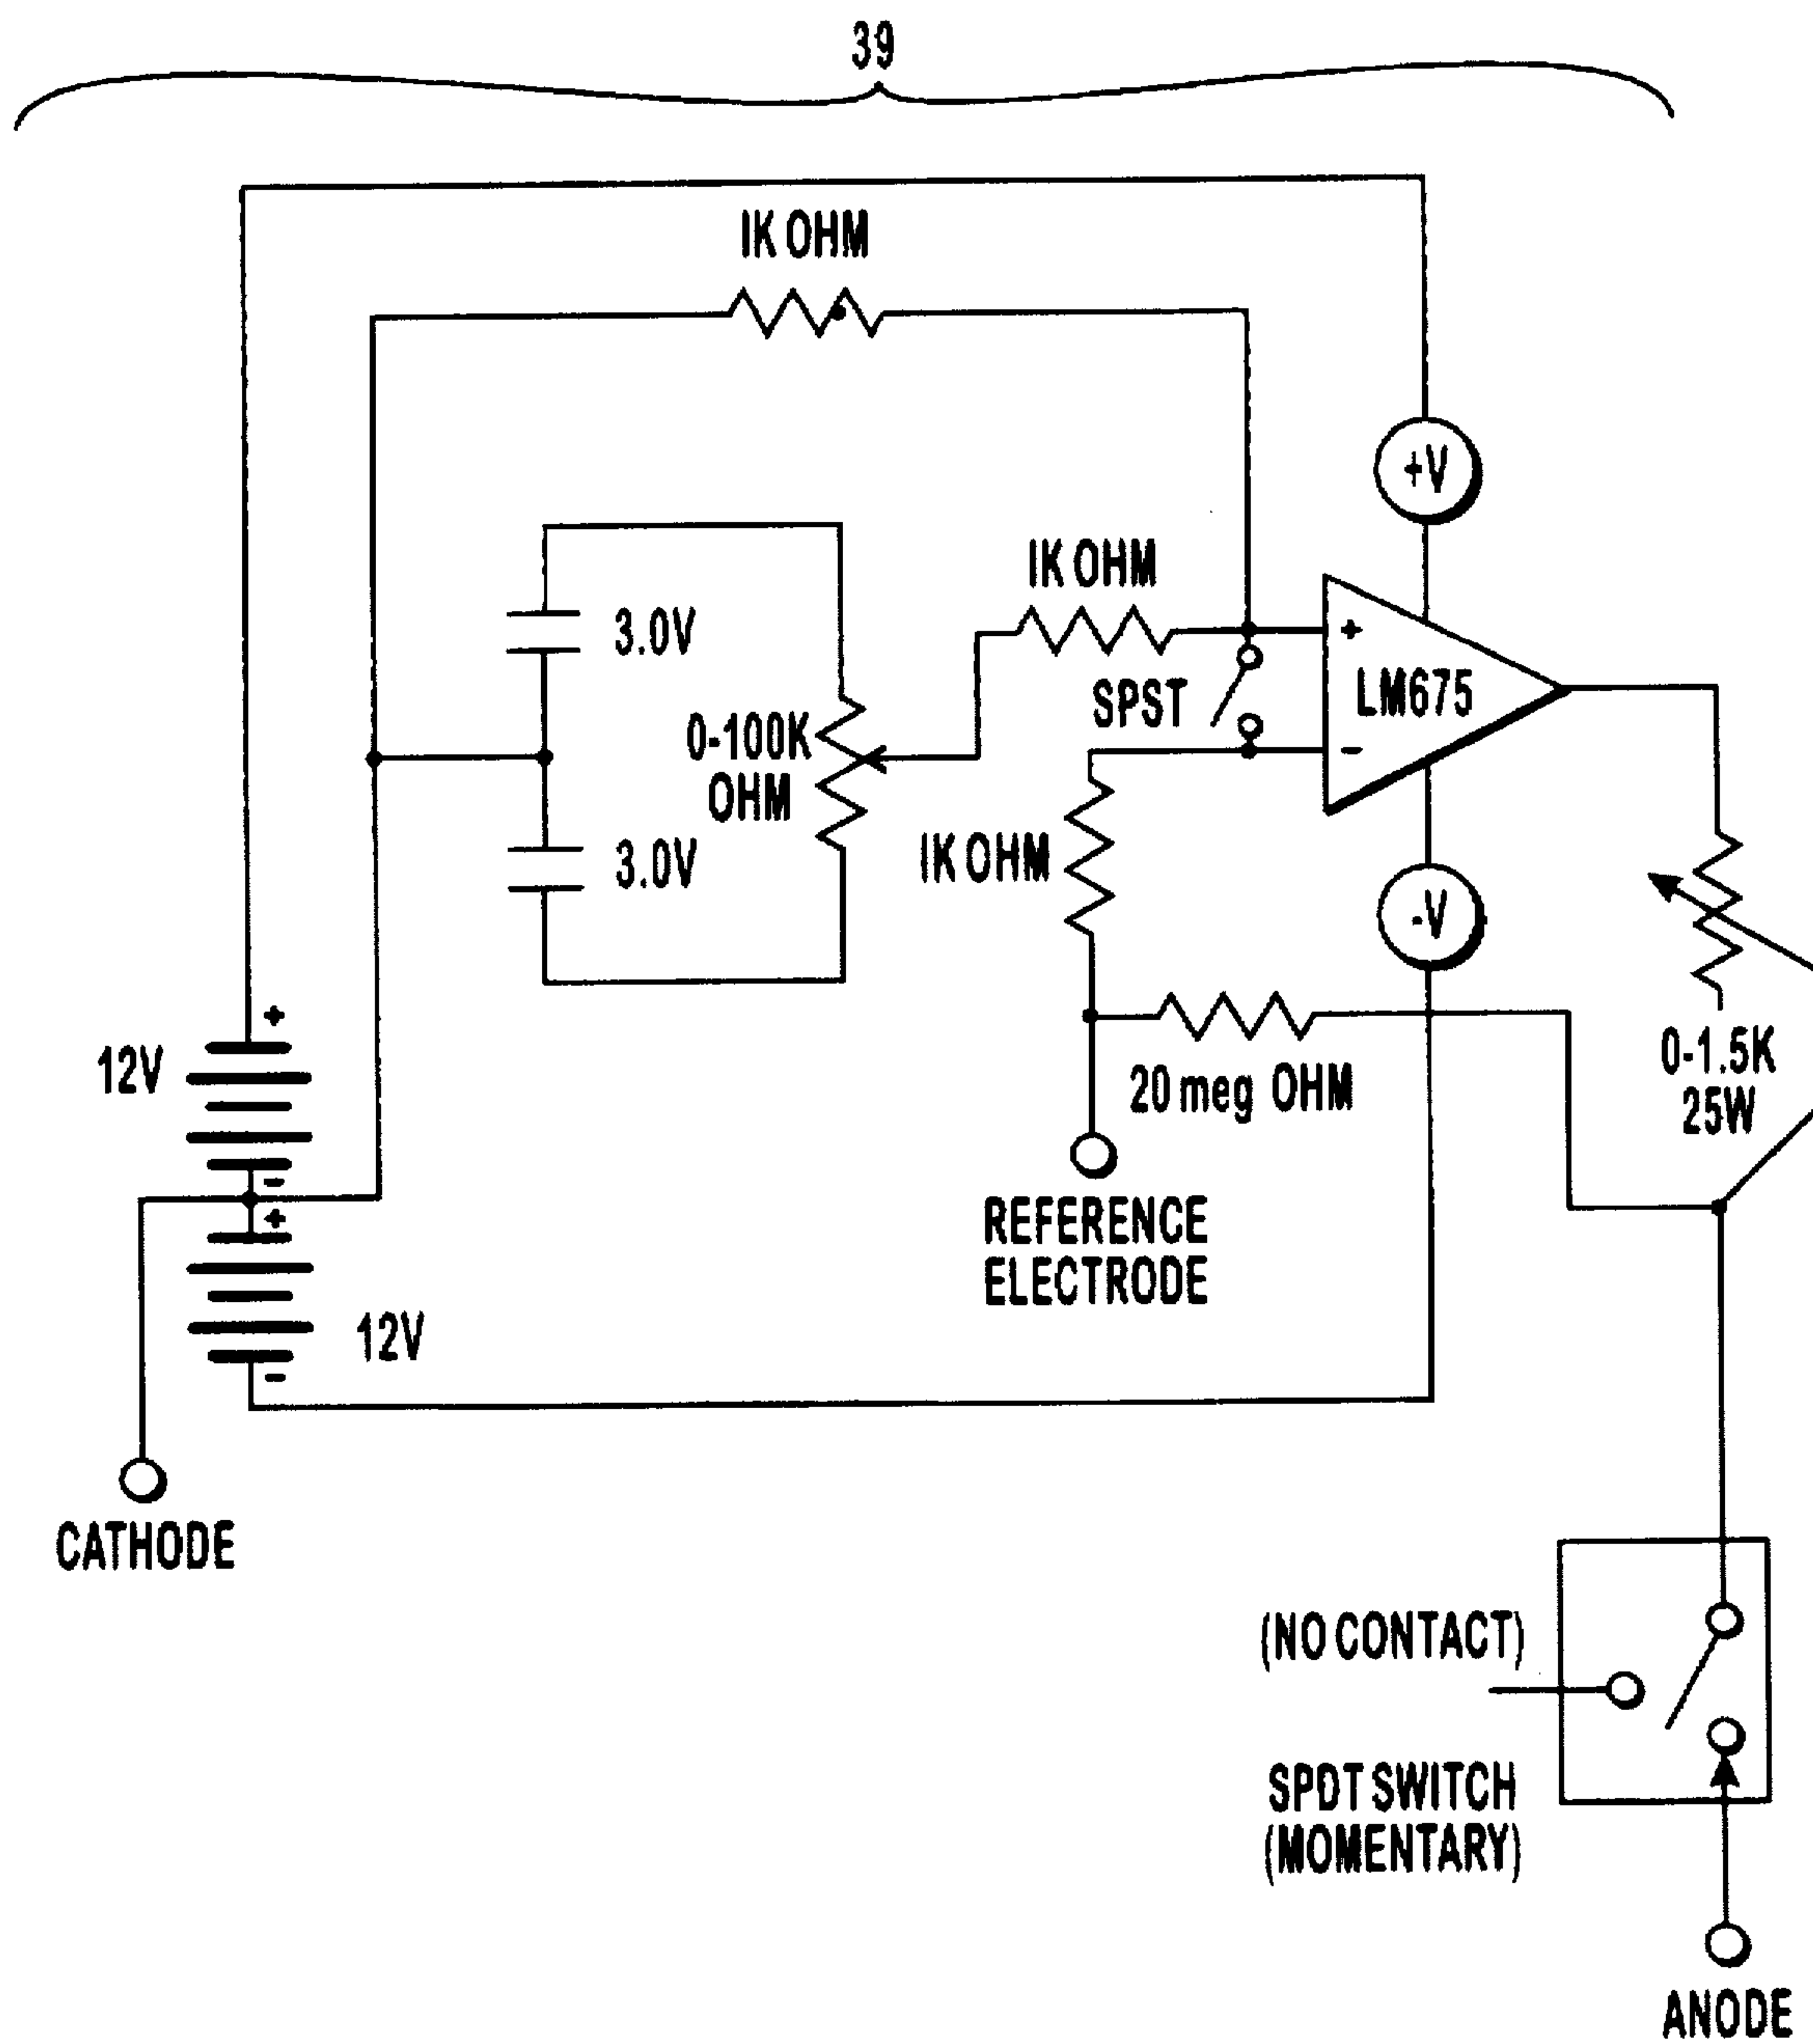 39
IK OHM
+V
IK OHM
3.0V
SPST
+
LM675
-
0-100K
OHM
3.0V
IK OHM
-V
+
12V
20 meg OHM
0-1.5K
25W
-
+
REFERENCE
ELECTRODE
12V
-
CATHODE
(NO CONTACT)
SPDT SWITCH
(MOMENTARY)
ANODE